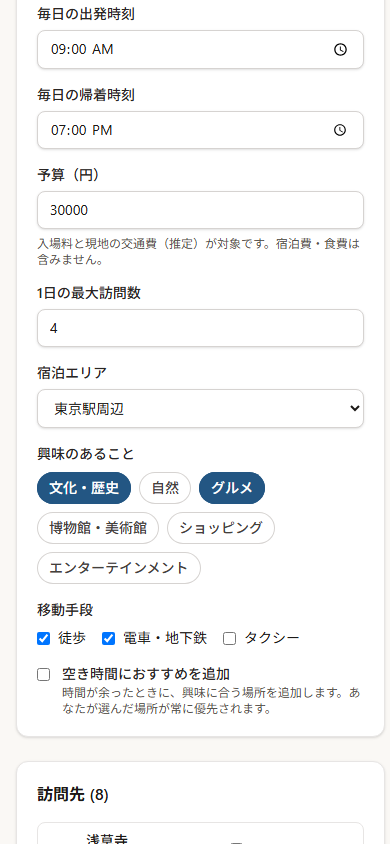 毎日の出発時刻
09:00 AM
毎日の帰着時刻
07:00 PM
予算（円）
30000
入場料と現地の交通費（推定）が対象です。宿泊費・食費は
含みません。
1日の最大訪問数
4
宿泊エリア
東京駅周辺
興味のあること
文化・歴史 自然 グルメ
博物館・美術館 ショッピング
エンターテインメント
移動手段
徒歩 電車・地下鉄 タクシー
空き時間におすすめを追加
時間が余ったときに、興味に合う場所を追加します。あ
なたが選んだ場所が常に優先されます。
訪問先 (8)
浅草寺